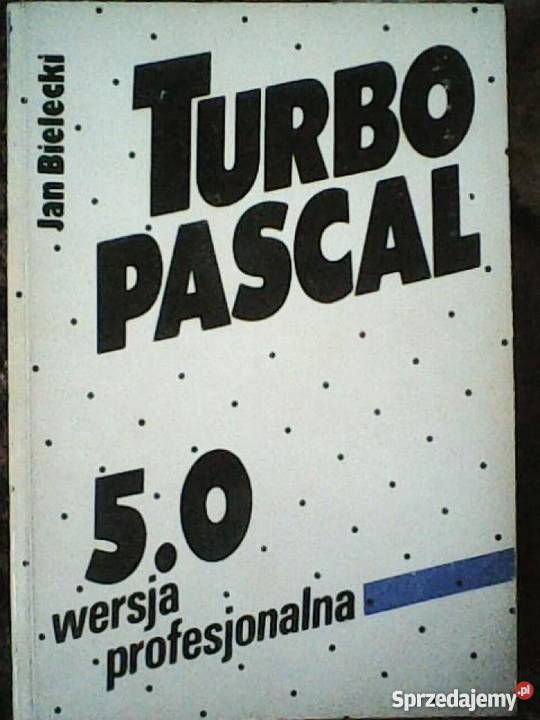 Jan Bielecki
TURBO
PASCAL
5.0
wersja
profesjonalna
Sprzedajemy.pl